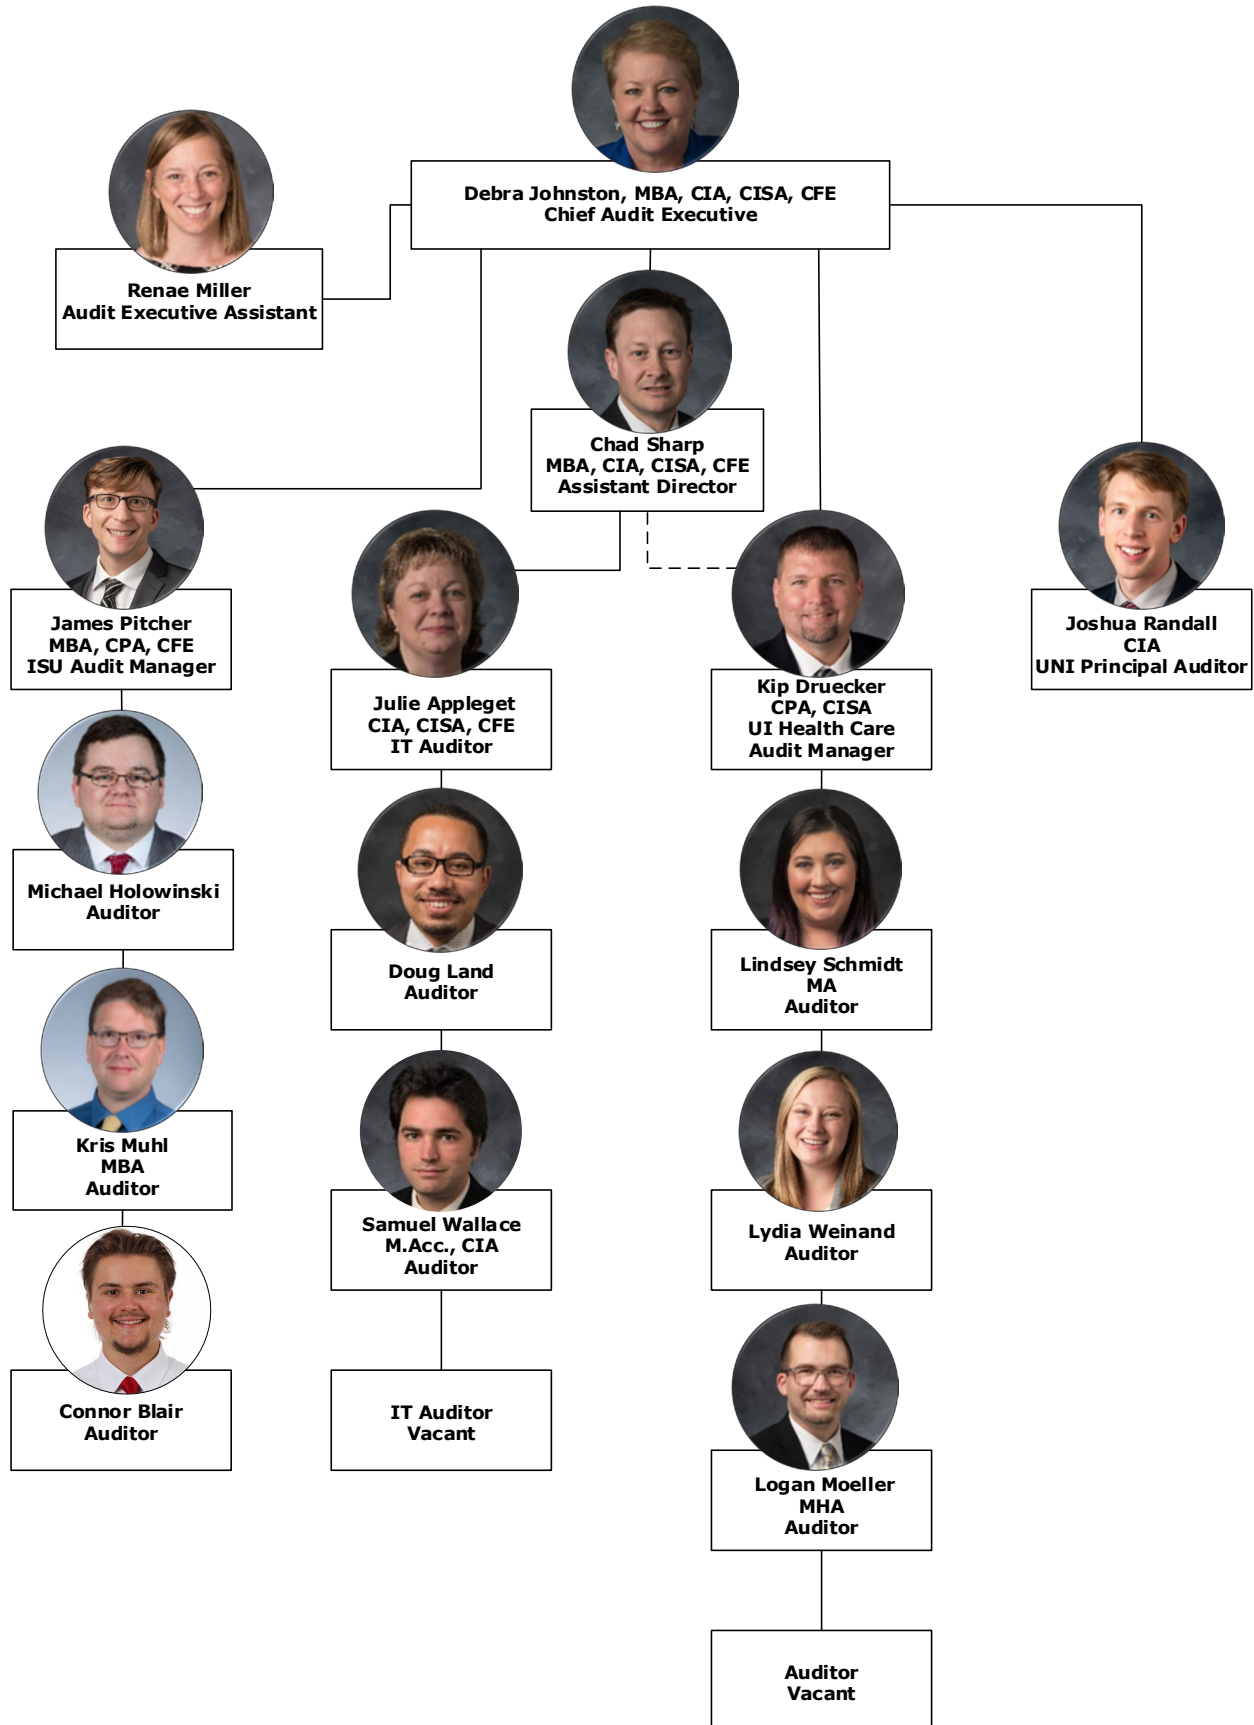 Debra Johnston, MBA, CIA, CISA, CFE
Chief Audit Executive
Renae Miller
Audit Executive Assistant
Chad Sharp
MBA, CIA, CISA, CFE
Assistant Director
James Pitcher
MBA, CPA, CFE
ISU Audit Manager
Julie Appleget
CIA, CISA, CFE
IT Auditor
Kip Druecker
CPA, CISA
UI Health Care
Audit Manager
Joshua Randall
CIA
UNI Principal Auditor
Michael Holowinski
Auditor
Doug Land
Auditor
Lindsey Schmidt
MA
Auditor
Kris Muhl
MBA
Auditor
Samuel Wallace
M.Acc., CIA
Auditor
Lydia Weinand
Auditor
Connor Blair
Auditor
IT Auditor
Vacant
Logan Moeller
MHA
Auditor
Auditor
Vacant